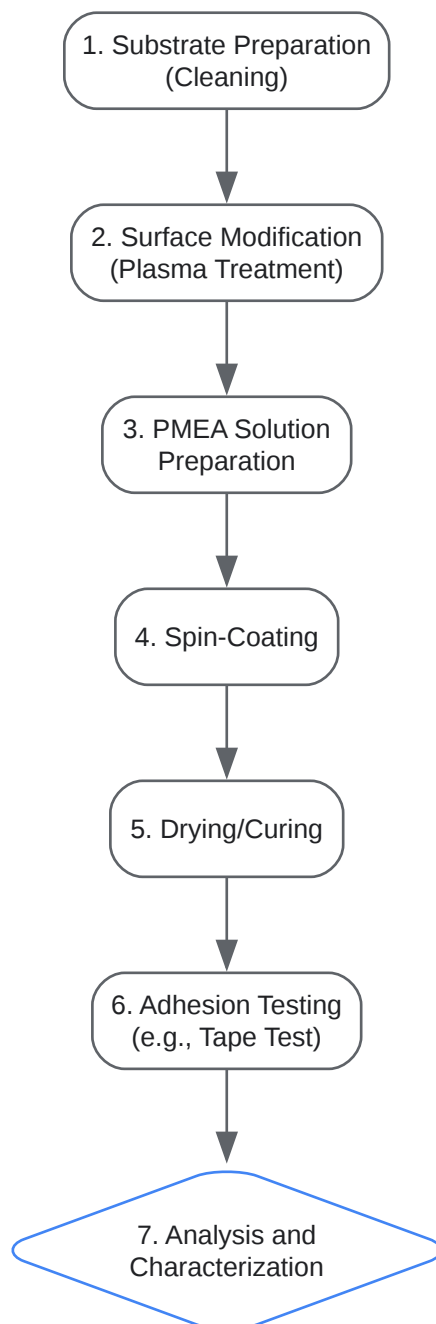 1. Substrate Preparation
(Cleaning)
2. Surface Modification
(Plasma Treatment)
3. PMEA Solution
Preparation
4. Spin-Coating
5. Drying/Curing
6. Adhesion Testing
(e.g., Tape Test)
7. Analysis and
Characterization